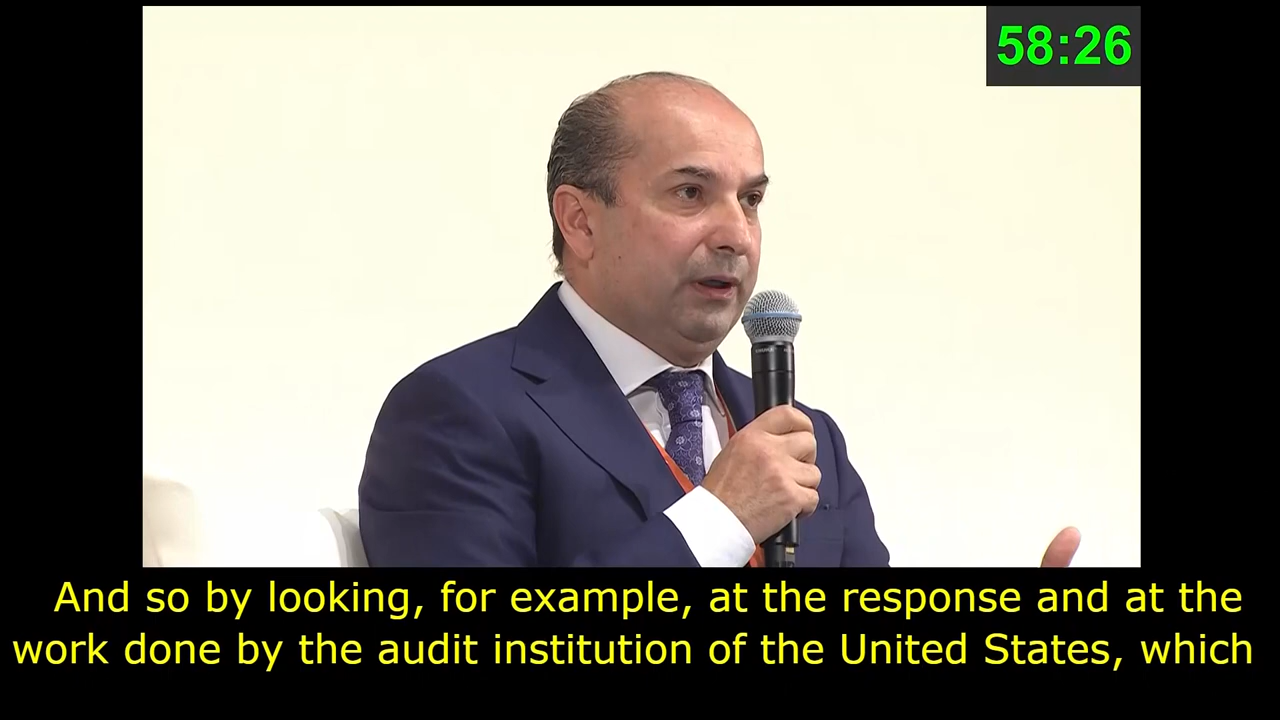 58:26
And so by looking, for example, at the response and at the
work done by the audit institution of the United States, which